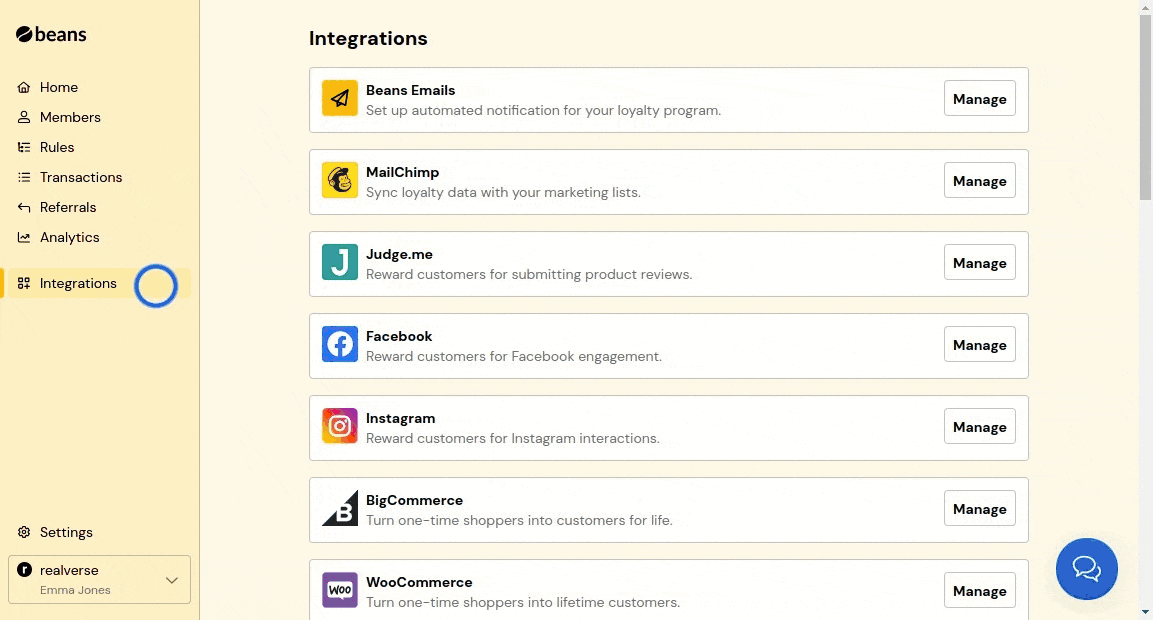 beans
Home
Members
Rules
Transactions
Referrals
Analytics
Integrations
Settings
r realverse
Emma Jones
Integrations
Beans Emails
Set up automated notification for your loyalty program.
Manage
MailChimp
Sync loyalty data with your marketing lists.
Manage
J
Judge.me
Reward customers for submitting product reviews.
Manage
Facebook
Reward customers for Facebook engagement.
Manage
Instagram
Reward customers for Instagram interactions.
Manage
B
BigCommerce
Turn one-time shoppers into customers for life.
Manage
WOO
WooCommerce
Turn one-time shoppers into lifetime customers.
Manage